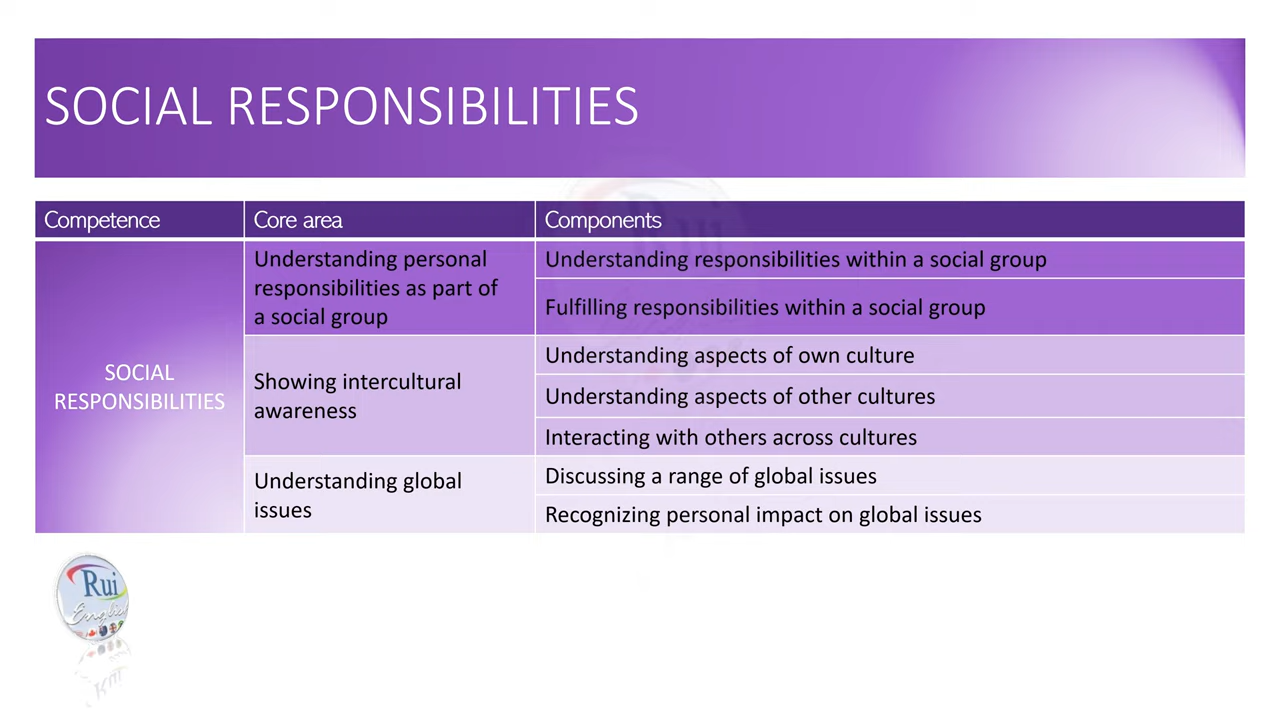 SOCIAL RESPONSIBILITIES
Competence
Core area
Components
SOCIAL
RESPONSIBILITIES
Understanding personal
responsibilities as part of
a social group
Understanding responsibilities within a social group
Fulfilling responsibilities within a social group
Showing intercultural
awareness
Understanding aspects of own culture
Understanding aspects of other cultures
Interacting with others across cultures
Understanding global
issues
Discussing a range of global issues
Recognizing personal impact on global issues
Rui
English